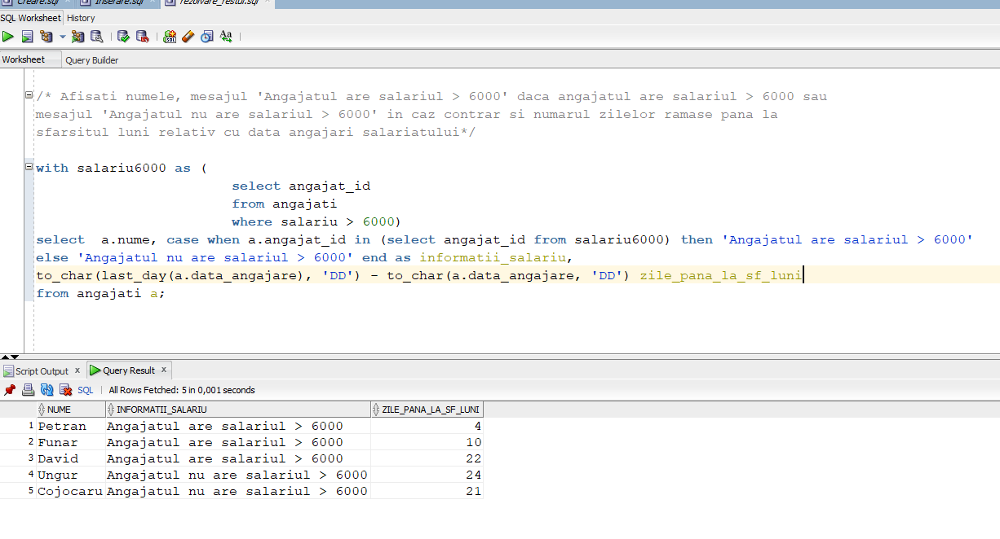 Creare.sql Inserare.sql rezolvare_restul.sql
SQL Worksheet History
Worksheet Query Builder
/* Afisati numele, mesajul 'Angajatul are salariul > 6000' daca angajatul are salariul > 6000 sau
mesajul 'Angajatul nu are salariul > 6000' in caz contrar si numarul zilelor ramase pana la
sfarsitul luni relativ cu data angajari salariatului*/
with salariu6000 as (
select angajat_id
from angajati
where salariu > 6000)
select a.nume, case when a.angajat_id in (select angajat_id from salariu6000) then 'Angajatul are salariul > 6000'
else 'Angajatul nu are salariul > 6000' end as informatii_salariu,
to_char(last_day(a.data_angajare), 'DD') - to_char(a.data_angajare, 'DD') zile_pana_la_sf_luni
from angajati a;
Script Output x Query Result x
SQL All Rows Fetched: 5 in 0,001 seconds
NUME INFORMATII_SALARIU ZILE_PANA_LA_SF_LUNI
1 Petran Angajatul are salariul > 6000 4
2 Funar Angajatul are salariul > 6000 10
3 David Angajatul are salariul > 6000 22
4 Ungur Angajatul nu are salariul > 6000 24
5 Cojocaru Angajatul nu are salariul > 6000 21